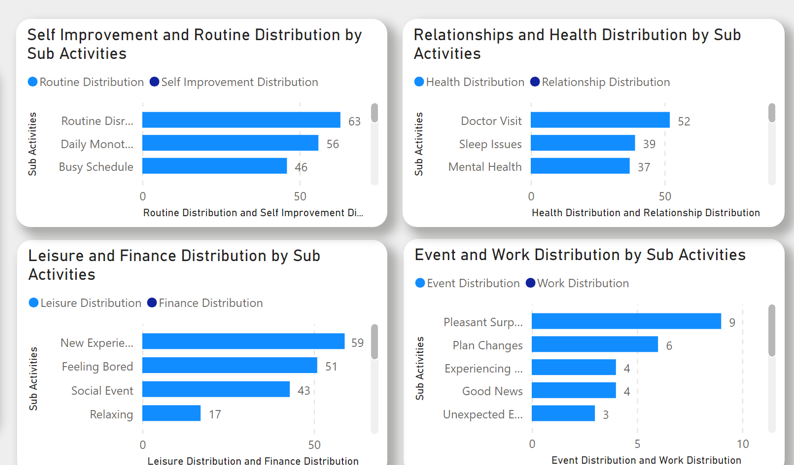 Self Improvement and Routine Distribution by
Sub Activities
Routine Distribution Self Improvement Distribution
Sub Activities
Routine Disr... 63
Daily Monot... 56
Busy Schedule 46
0 50
Routine Distribution and Self Improvement Di...
Relationships and Health Distribution by Sub
Activities
Health Distribution Relationship Distribution
Sub Activities
Doctor Visit 52
Sleep Issues 39
Mental Health 37
0 50
Health Distribution and Relationship Distribution
Leisure and Finance Distribution by Sub
Activities
Leisure Distribution Finance Distribution
Sub Activities
New Experie... 59
Feeling Bored 51
Social Event 43
Relaxing 17
0 50
Leisure Distribution and Finance Distribution
Event and Work Distribution by Sub Activities
Event Distribution Work Distribution
Sub Activities
Pleasant Surp... 9
Plan Changes 6
Experiencing ... 4
Good News 4
Unexpected E... 3
0 5 10
Event Distribution and Work Distribution